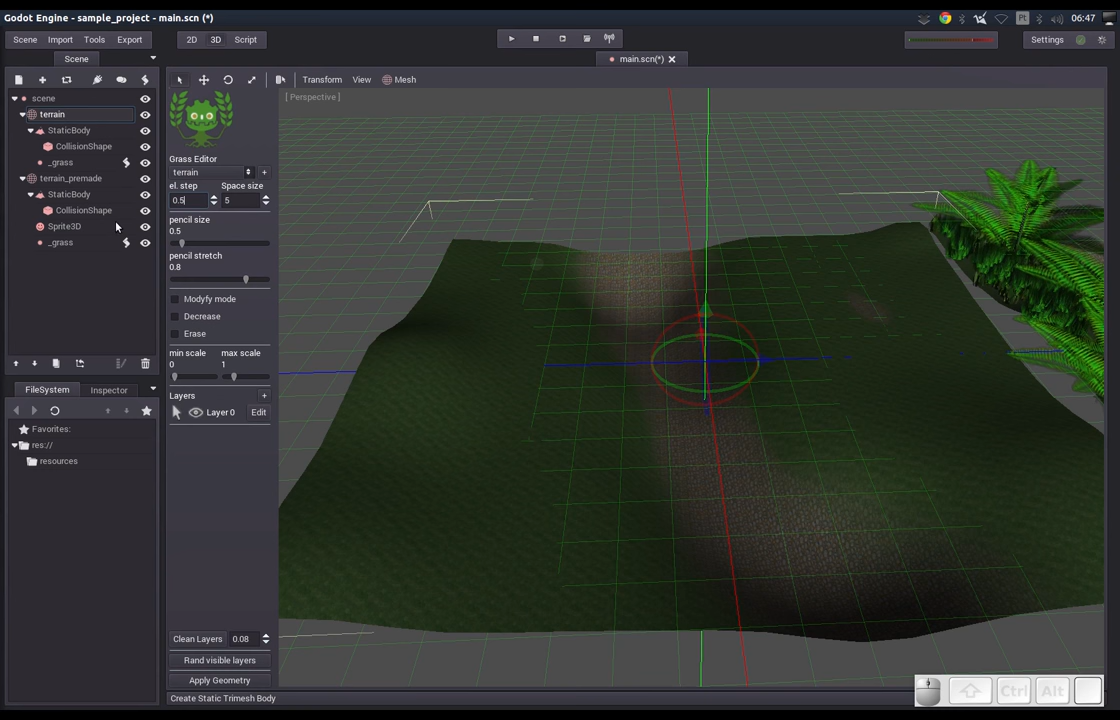 Godot Engine - sample_project - main.scn (*)
Pt
06:47
Scene Import Tools Export
2D 3D Script
Settings
Scene
main.scn(*)
Transform View Mesh
scene
terrain
StaticBody
CollisionShape
_grass
terrain_premade
StaticBody
CollisionShape
Sprite3D
_grass
[ Perspective ]
Grass Editor
terrain
el. step Space size
0.5 5
pencil size
0.5
pencil stretch
0.8
Modyfy mode
Decrease
Erase
min scale max scale
0 1
Layers
Layer 0 Edit
FileSystem Inspector
Favorites:
res://
resources
Clean Layers 0.08
Rand visible layers
Apply Geometry
Create Static Trimesh Body
Ctrl Alt